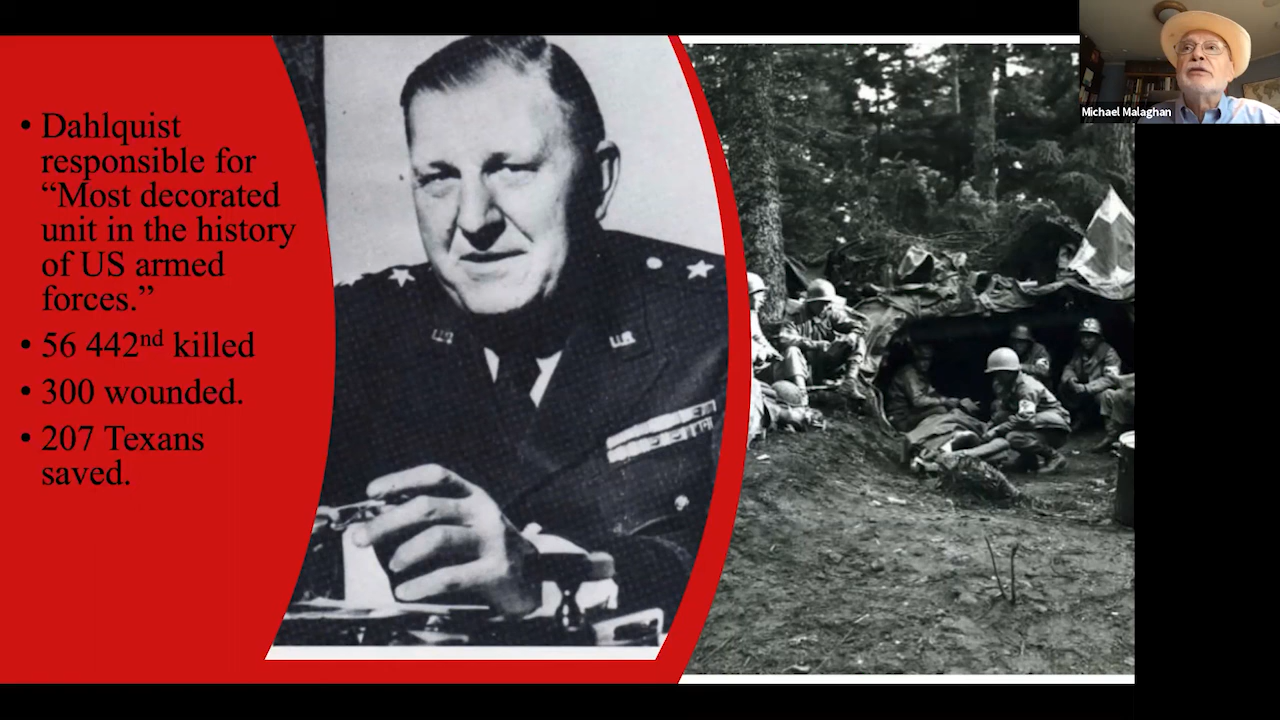 • Dahlquist
responsible for
“Most decorated
unit in the history
of US armed
forces.”
• 56 442nd killed
• 300 wounded.
• 207 Texans
saved.
Michael Malaghan